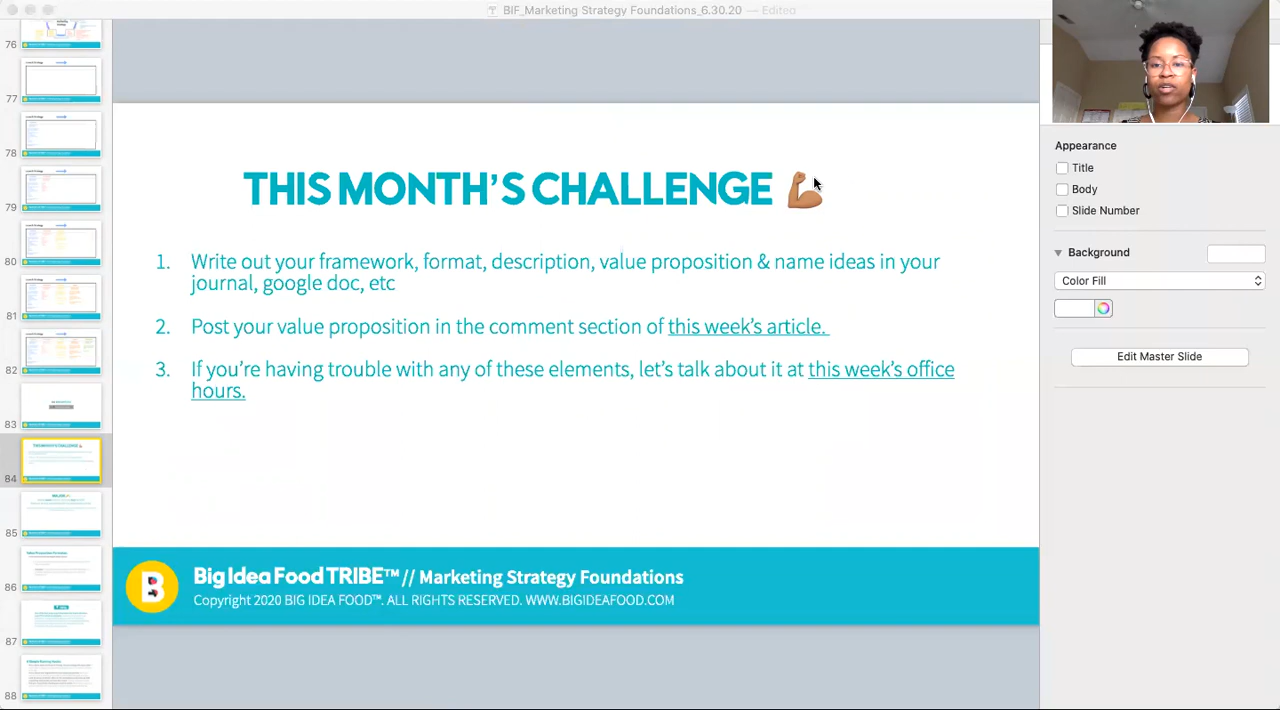 BIF_Marketing Strategy Foundations_6.30.20 — Edited
76
77
78
79
80
81
82
83
84
85
86
87
88
THIS MONTH'S CHALLENGE 💪🏽
1. Write out your framework, format, description, value proposition & name ideas in your
journal, google doc, etc
2. Post your value proposition in the comment section of this week's article.
3. If you're having trouble with any of these elements, let's talk about it at this week's office
hours.
B
Big Idea Food TRIBE™ // Marketing Strategy Foundations
Copyright 2020 BIG IDEA FOOD™. ALL RIGHTS RESERVED. WWW.BIGIDEAFOOD.COM
Appearance
Title
Body
Slide Number
Background
Color Fill
Edit Master Slide